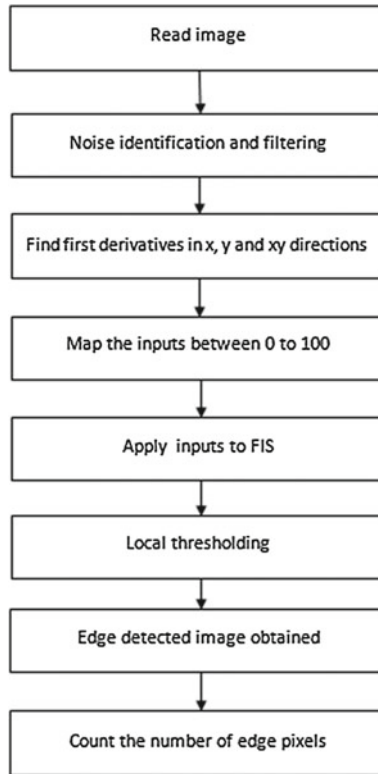 Read image
Noise identification and filtering
Find first derivatives in x, y and xy directions
Map the inputs between 0 to 100
Apply inputs to FIS
Local thresholding
Edge detected image obtained
Count the number of edge pixels